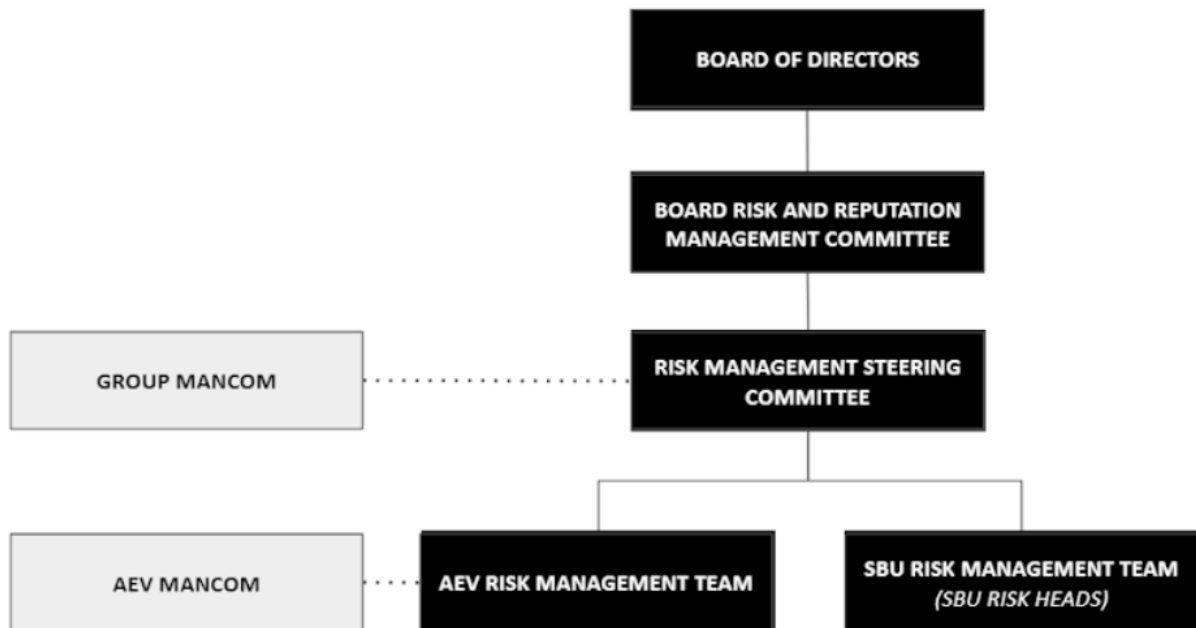 BOARD OF DIRECTORS
BOARD RISK AND REPUTATION
MANAGEMENT COMMITTEE
GROUP MANCOM
RISK MANAGEMENT STEERING
COMMITTEE
AEV MANCOM
AEV RISK MANAGEMENT TEAM
SBU RISK MANAGEMENT TEAM
(SBU RISK HEADS)